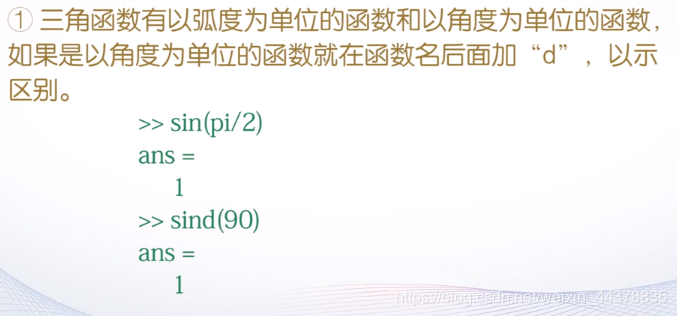 ① 三角函数有以弧度为单位的函数和以角度为单位的函数，
如果是以角度为单位的函数就在函数名后面加“d”，以示
区别。
>> sin(pi/2)
ans =
1
>> sind(90)
ans =
1
https://blog.csdn.net/weixin_44378835